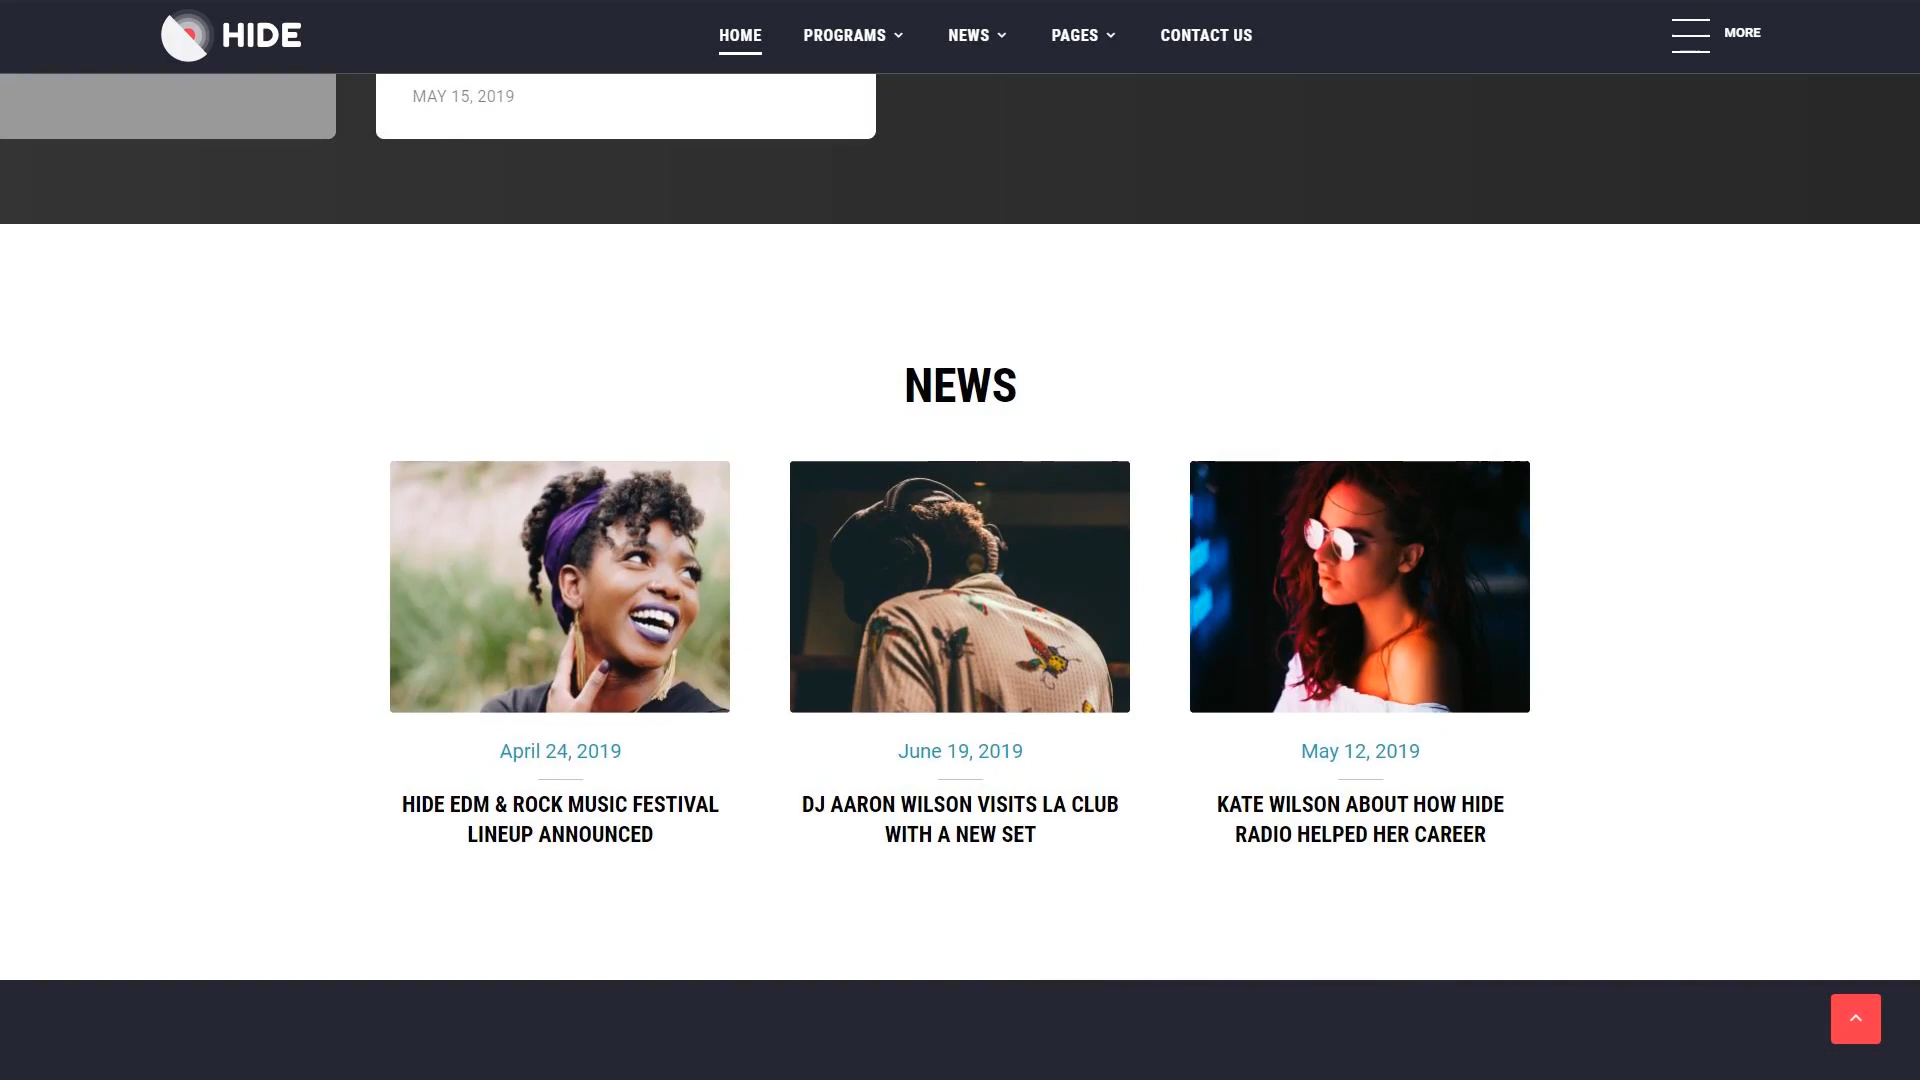 HIDE
HOME
PROGRAMS
NEWS
PAGES
CONTACT US
MORE
MAY 15, 2019
NEWS
April 24, 2019
HIDE EDM & ROCK MUSIC FESTIVAL
LINEUP ANNOUNCED
June 19, 2019
DJ AARON WILSON VISITS LA CLUB
WITH A NEW SET
May 12, 2019
KATE WILSON ABOUT HOW HIDE
RADIO HELPED HER CAREER